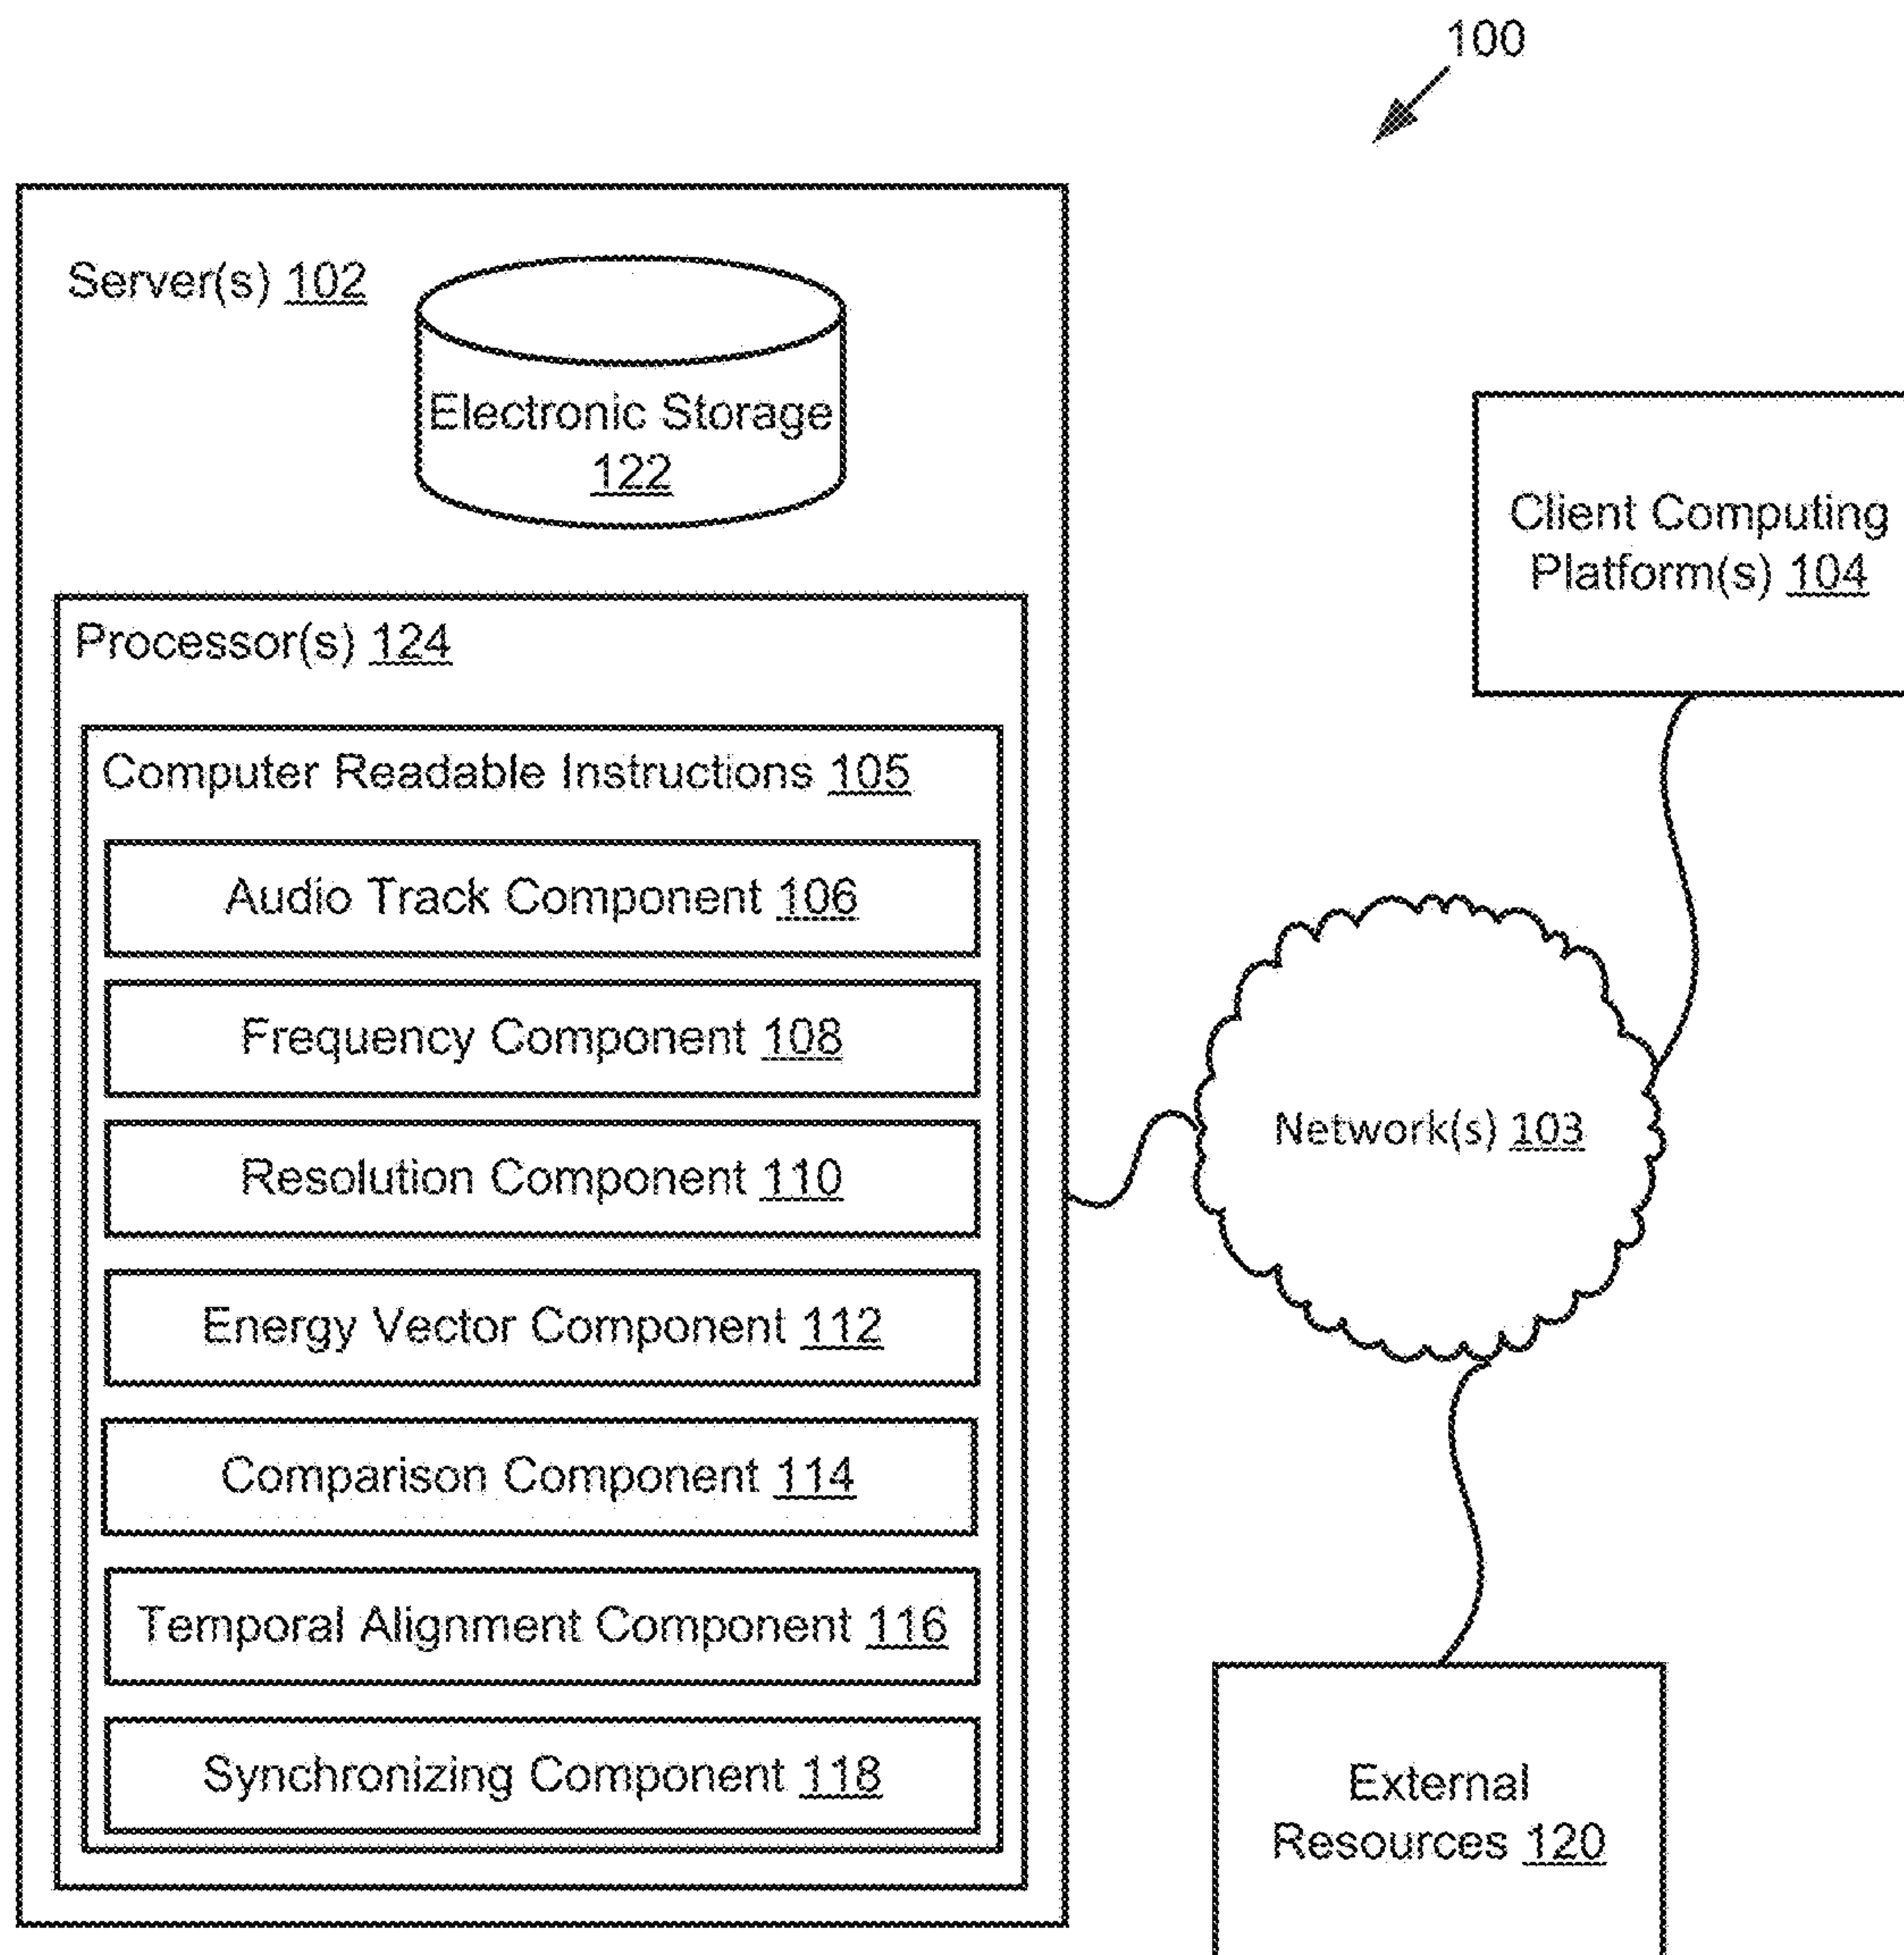 100
Server(s) 102
Electronic Storage
122
Client Computing
Platform(s) 104
Processor(s) 124
Computer Readable Instructions 105
Audio Track Component 106
Frequency Component 108
Resolution Component 110
Energy Vector Component 112
Comparison Component 114
Temporal Alignment Component 116
Synchronizing Component 118
Network(s) 103
External
Resources 120